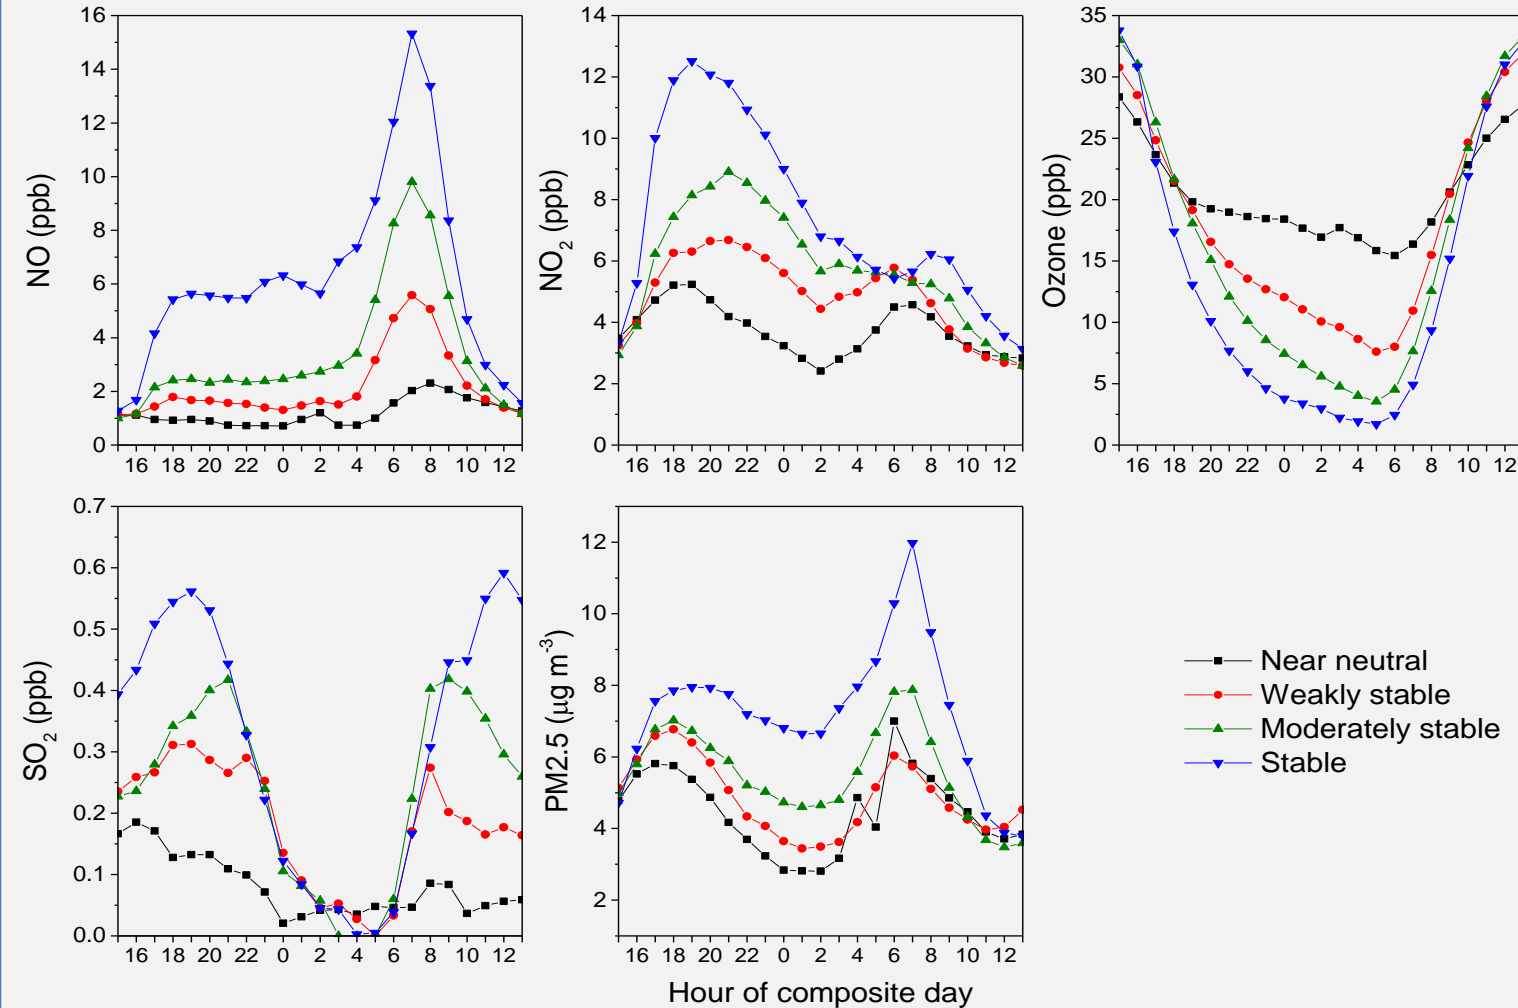 NO (ppb)
16
14
12
10
8
6
4
2
0
16 18 20 22 0 2 4 6 8 10 12
NO2 (ppb)
14
12
10
8
6
4
2
0
16 18 20 22 0 2 4 6 8 10 12
Ozone (ppb)
35
30
25
20
15
10
5
0
16 18 20 22 0 2 4 6 8 10 12
SO2 (ppb)
0.7
0.6
0.5
0.4
0.3
0.2
0.1
0.0
16 18 20 22 0 2 4 6 8 10 12
PM2.5 (μg m-3)
12
10
8
6
4
2
16 18 20 22 0 2 4 6 8 10 12
Near neutral
Weakly stable
Moderately stable
Stable
Hour of composite day